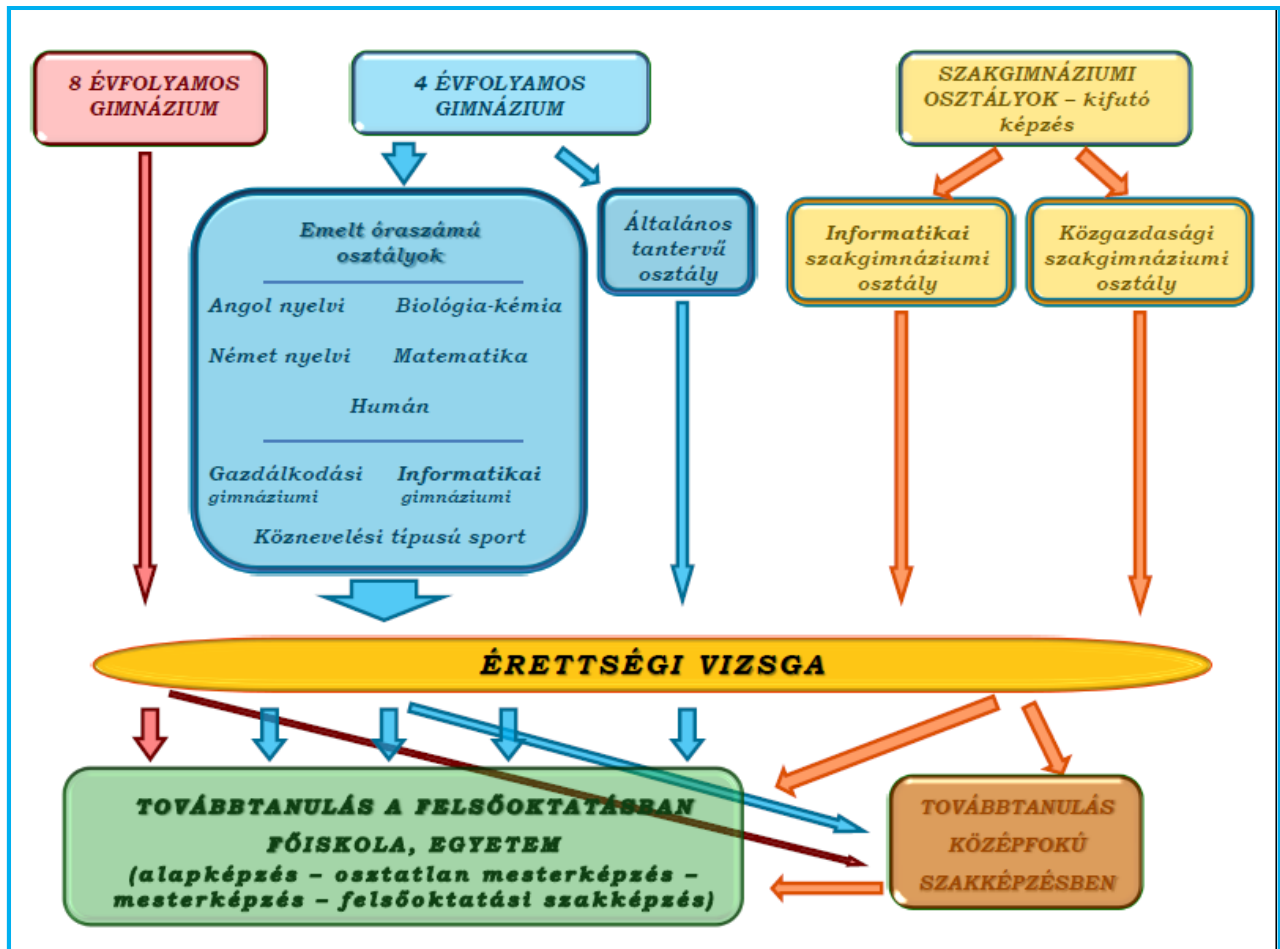 8 ÉVFOLYAMOS
GIMNÁZIUM
4 ÉVFOLYAMOS
GIMNÁZIUM
SZAKGIMNÁZIUMI
OSZTÁLYOK – kifutó
képzés
Emelt óraszámú
osztályok
Angol nyelvi Biológia-kémia
Német nyelvi Matematika
Humán
Gazdálkodási Informatikai
gimnáziumi gimnáziumi
Köznevelési típusú sport
Általános
tantervű
osztály
Informatikai
szakgimnáziumi
osztály
Közgazdasági
szakgimnáziumi
osztály
ÉRETTSÉGI VIZSGA
TOVÁBBTANULÁS A FELSŐOKTATÁSBAN
FŐISKOLA, EGYETEM
(alapképzés – osztatlan mesterképzés –
mesterképzés – felsőoktatási szakképzés)
TOVÁBBTANULÁS
KÖZÉPFOKÚ
SZAKKÉPZÉSBEN